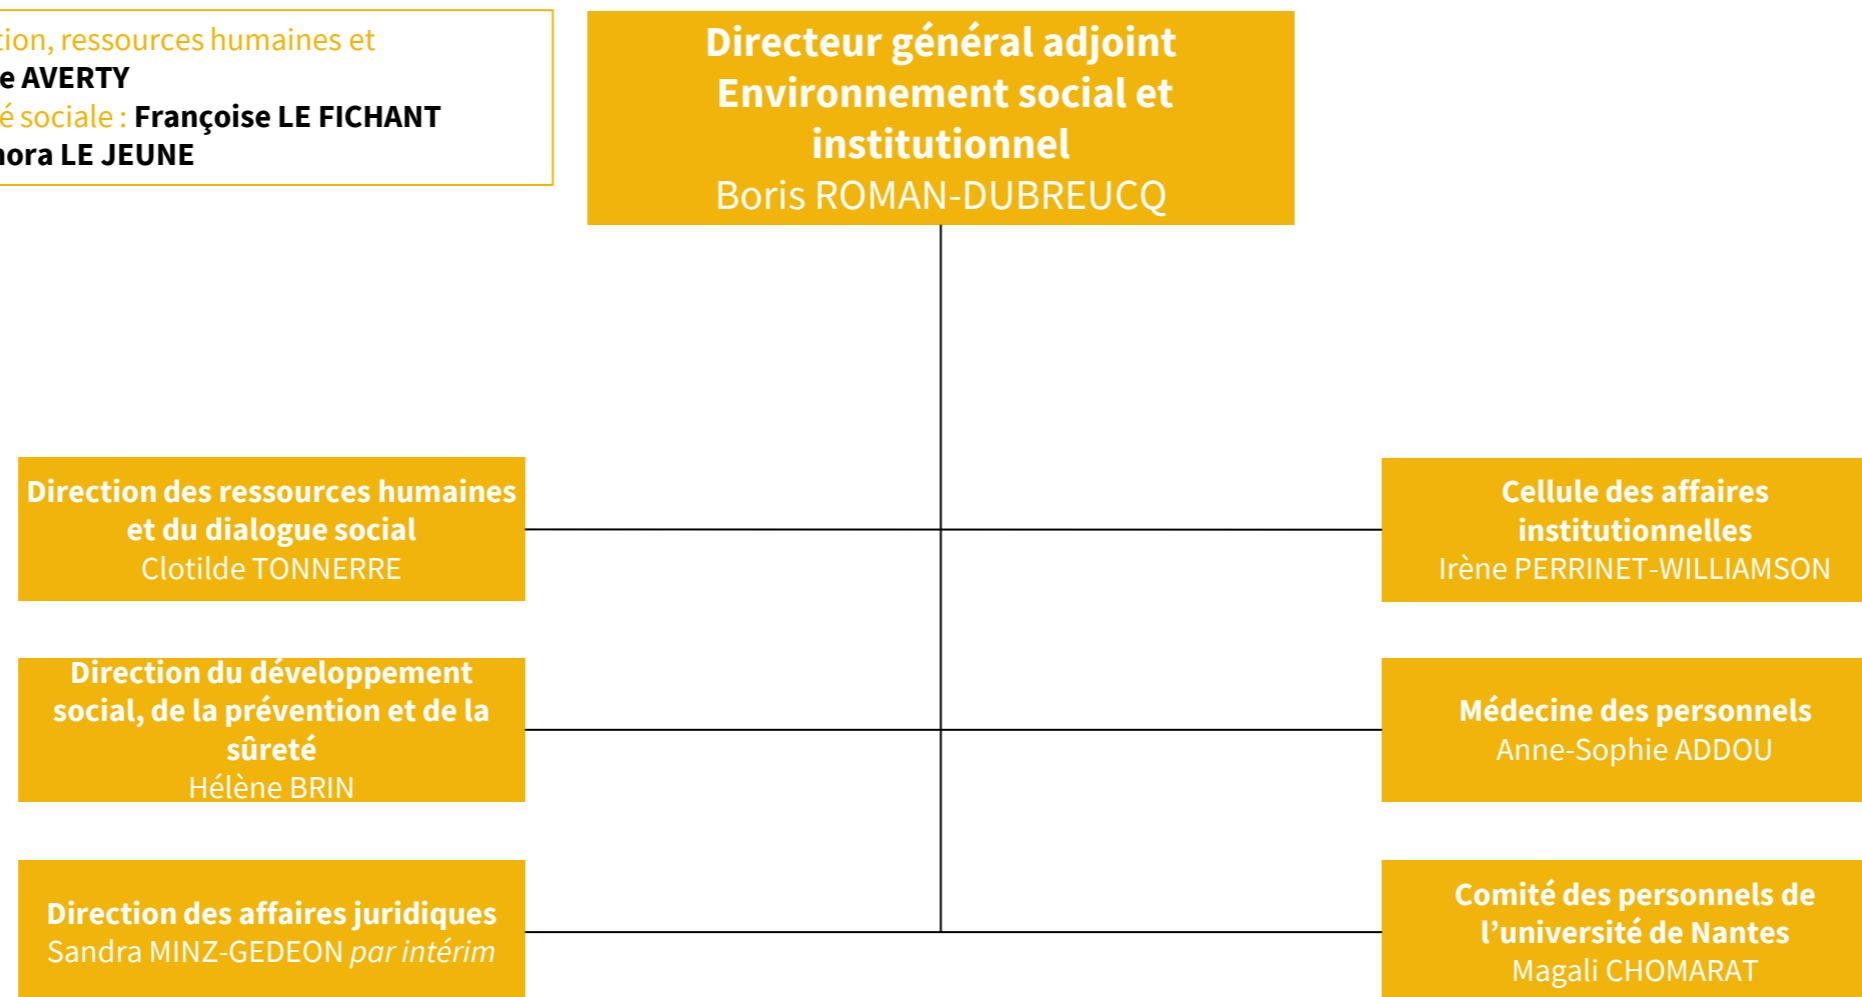 ressources humaines et
AVERTY
sociale : Françoise LE FICHANT
LE JEUNE
Directeur général adjoint
Environnement social et
institutionnel
Boris ROMAN-DUBREUCQ
Direction des ressources humaines
et du dialogue social
Clotilde TONNERRE
Cellule des affaires
institutionnelles
Irène PERRINET-WILLIAMSON
Direction du développement
social, de la prévention et de la
sûreté
Hélène BRIN
Médecine des personnels
Anne-Sophie ADDOU
Direction des affaires juridiques
Sandra MINZ-GEDEON par intérim
Comité des personnels de
l’université de Nantes
Magali CHOMARAT